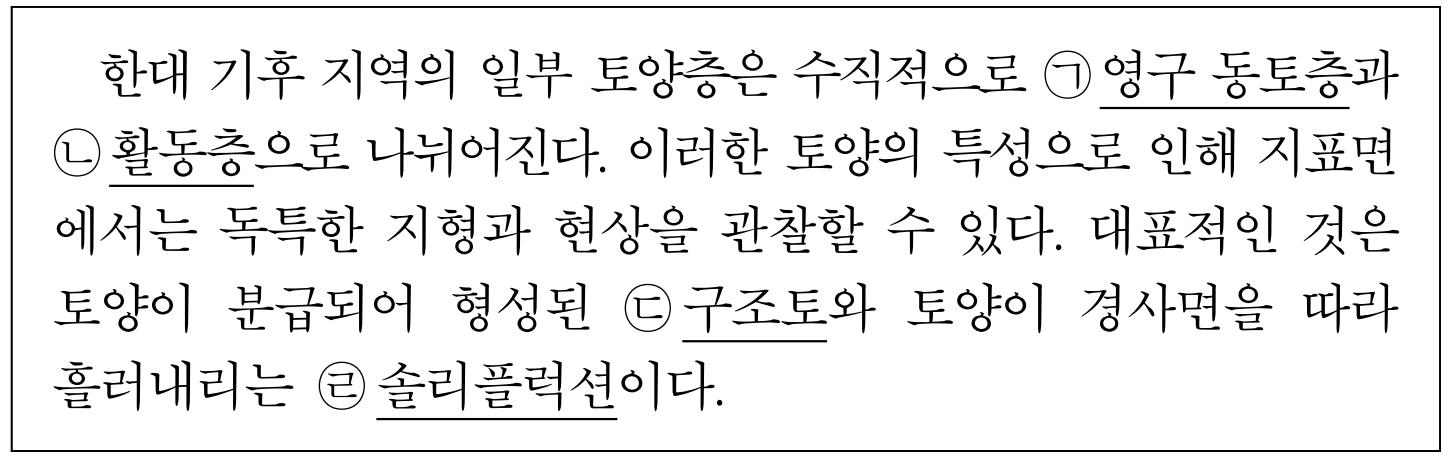 한대 기후 지역의 일부 토양층은 수직적으로 ㉠영구 동토층과
㉡활동층으로 나뉘어진다. 이러한 토양의 특성으로 인해 지표면
에서는 독특한 지형과 현상을 관찰할 수 있다. 대표적인 것은
토양이 분급되어 형성된 ㉢구조토와 토양이 경사면을 따라
흘러내리는 ㉣솔리플럭션이다.